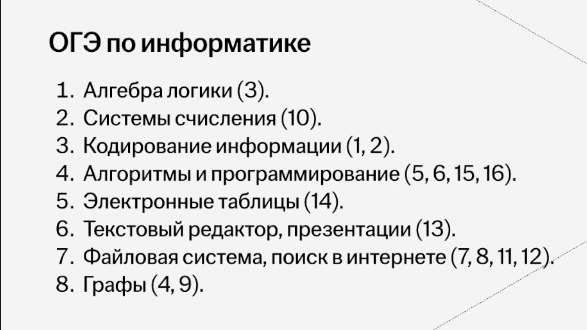 ОГЭ по информатике
1. Алгебра логики (3).
2. Системы счисления (10).
3. Кодирование информации (1, 2).
4. Алгоритмы и программирование (5, 6, 15, 16).
5. Электронные таблицы (14).
6. Текстовый редактор, презентации (13).
7. Файловая система, поиск в интернете (7, 8, 11, 12).
8. Графы (4, 9).